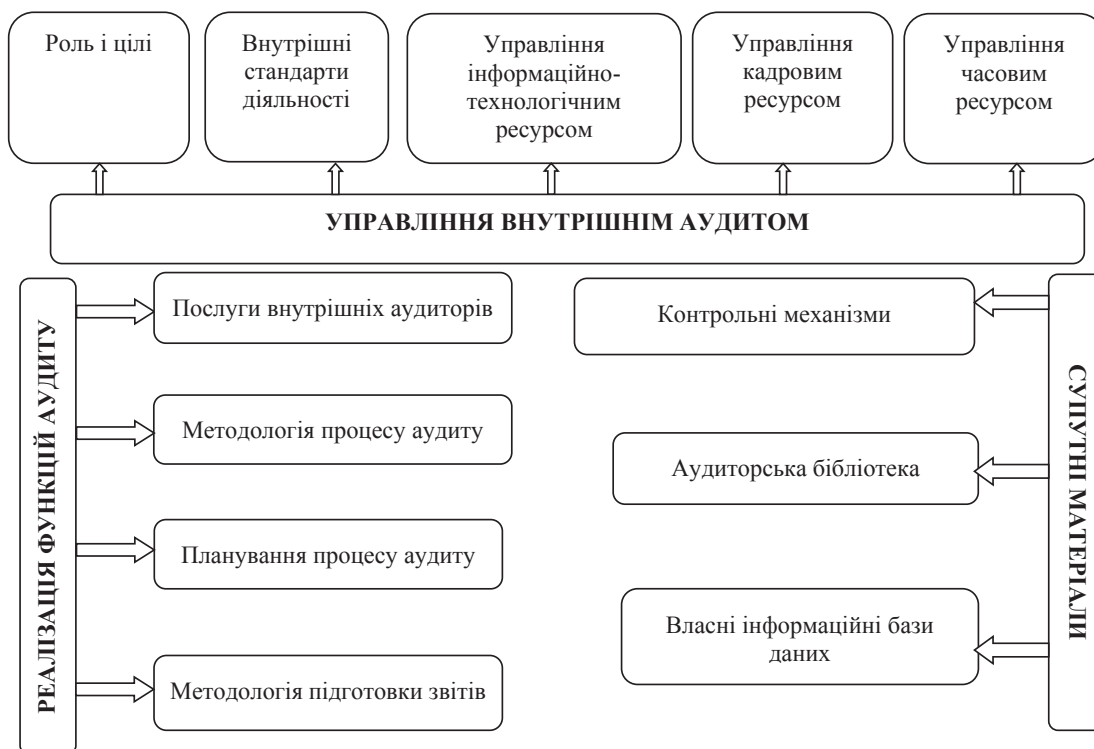 Роль і цілі
Внутрішні
стандарти
діяльності
Управління
інформаційно-
технологічним
ресурсом
Управління
кадровим
ресурсом
Управління
часовим
ресурсом
УПРАВЛІННЯ ВНУТРІШНІМ АУДИТОМ
РЕАЛІЗАЦІЯ ФУНКЦІЙ АУДИТУ
Послуги внутрішніх аудиторів
Методологія процесу аудиту
Планування процесу аудиту
Методологія підготовки звітів
Контрольні механізми
Аудиторська бібліотека
Власні інформаційні бази
даних
СУПУТНІ МАТЕРІАЛИ